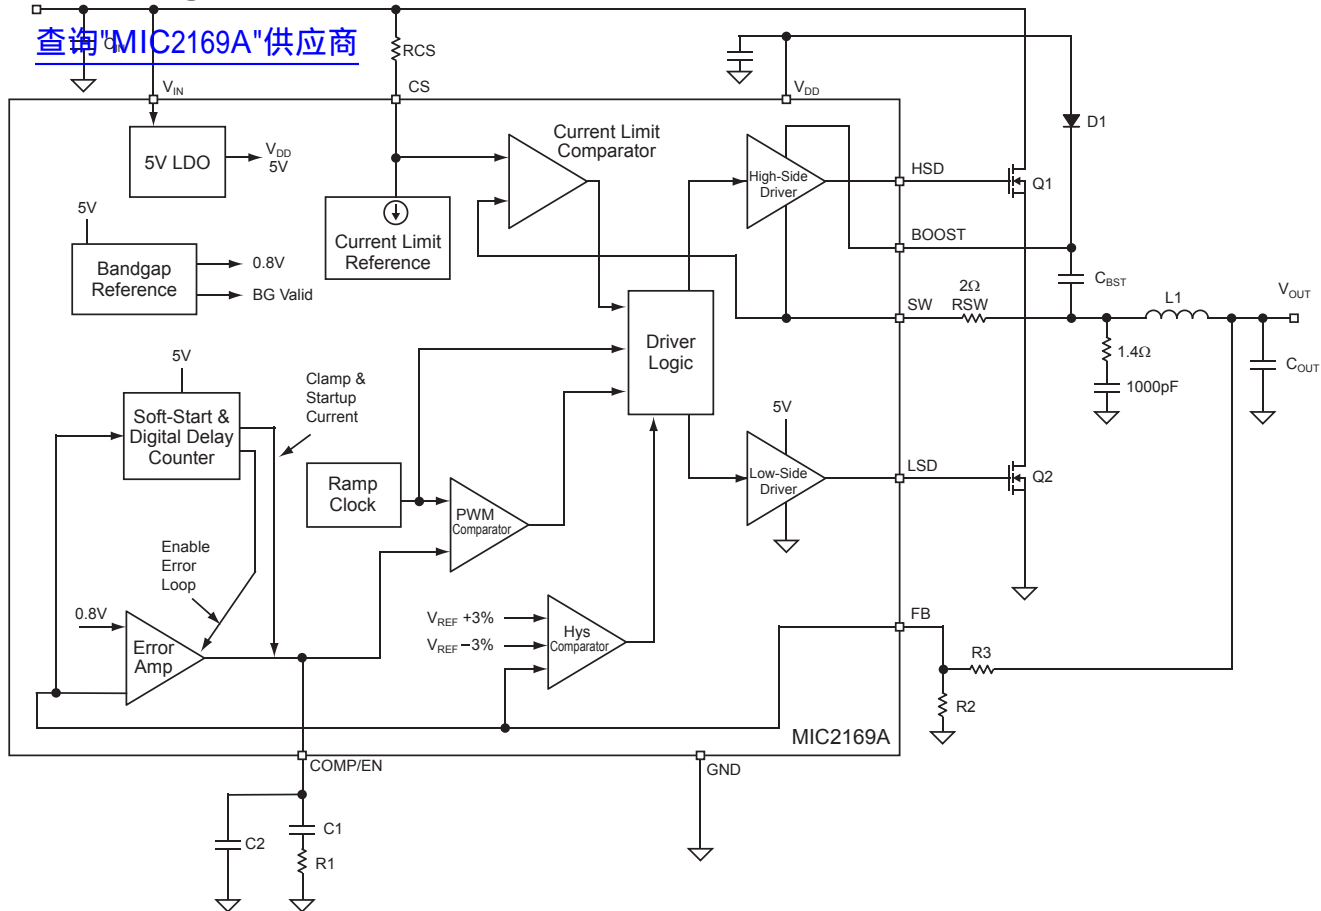 查询"MIC2169A"供应商
CIN
RCS
VIN
CS
VDD
D1
Current Limit
Comparator
5V LDO
VDD
5V
High-Side
Driver
HSD
Q1
5V
Current Limit
Reference
BOOST
Bandgap
Reference
0.8V
BG Valid
CBST
2Ω
RSW
SW
L1
VOUT
Driver
Logic
1.4Ω
1000pF
COUT
5V
Clamp &
Startup
Current
Soft-Start &
Digital Delay
Counter
5V
Low-Side
Driver
LSD
Q2
Ramp
Clock
PWM
Comparator
Enable
Error
Loop
0.8V
Error
Amp
VREF +3%
VREF −3%
Hys
Comparator
FB
R3
R2
MIC2169A
COMP/EN
GND
C2
C1
R1